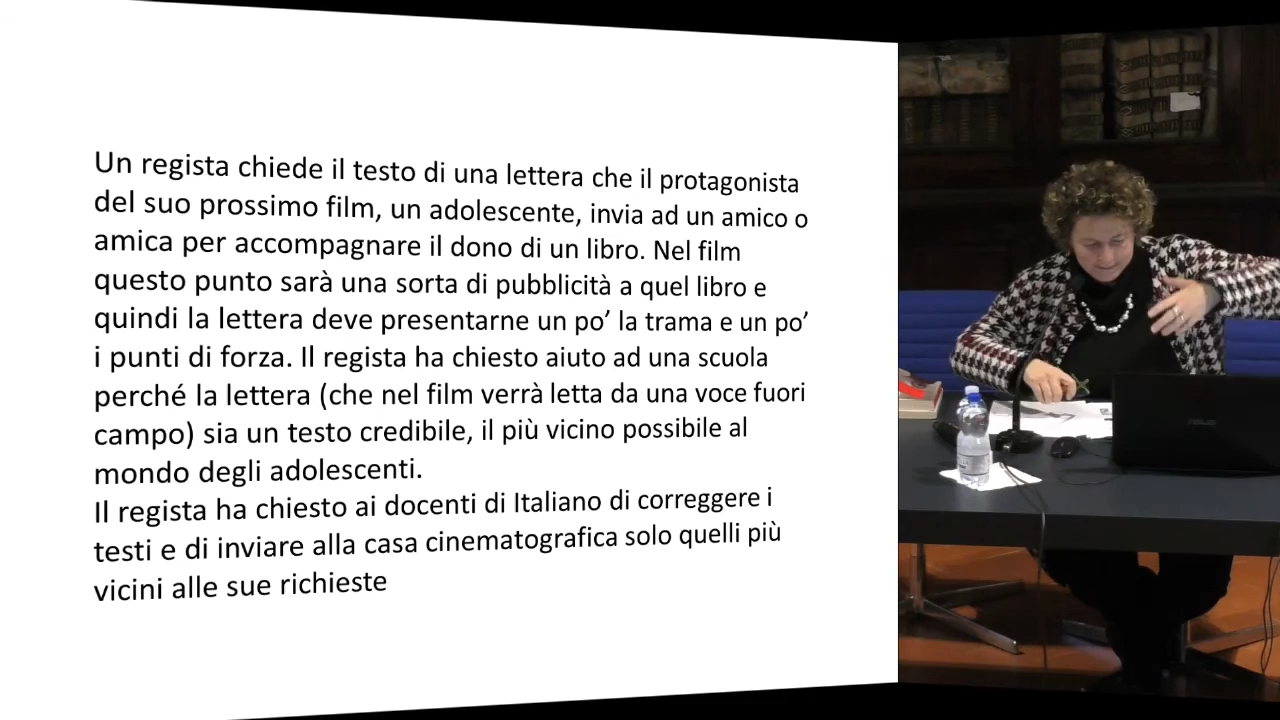 Un regista chiede il testo di una lettera che il protagonista
del suo prossimo film, un adolescente, invia ad un amico o
amica per accompagnare il dono di un libro. Nel film
questo punto sarà una sorta di pubblicità a quel libro e
quindi la lettera deve presentarne un po’ la trama e un po’
i punti di forza. Il regista ha chiesto aiuto ad una scuola
perché la lettera (che nel film verrà letta da una voce fuori
campo) sia un testo credibile, il più vicino possibile al
mondo degli adolescenti.
Il regista ha chiesto ai docenti di Italiano di correggere i
testi e di inviare alla casa cinematografica solo quelli più
vicini alle sue richieste
ASUS